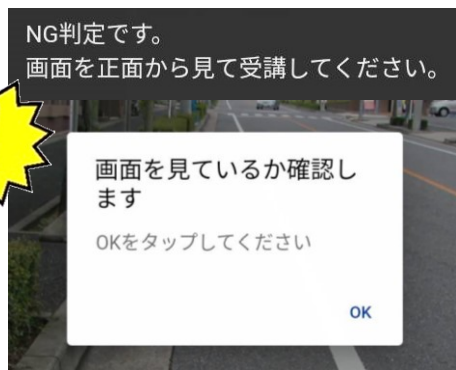 NG判定です。
画面を正面から見て受講してください。
画面を見ているか確認し
ます
OKをタップしてください
OK